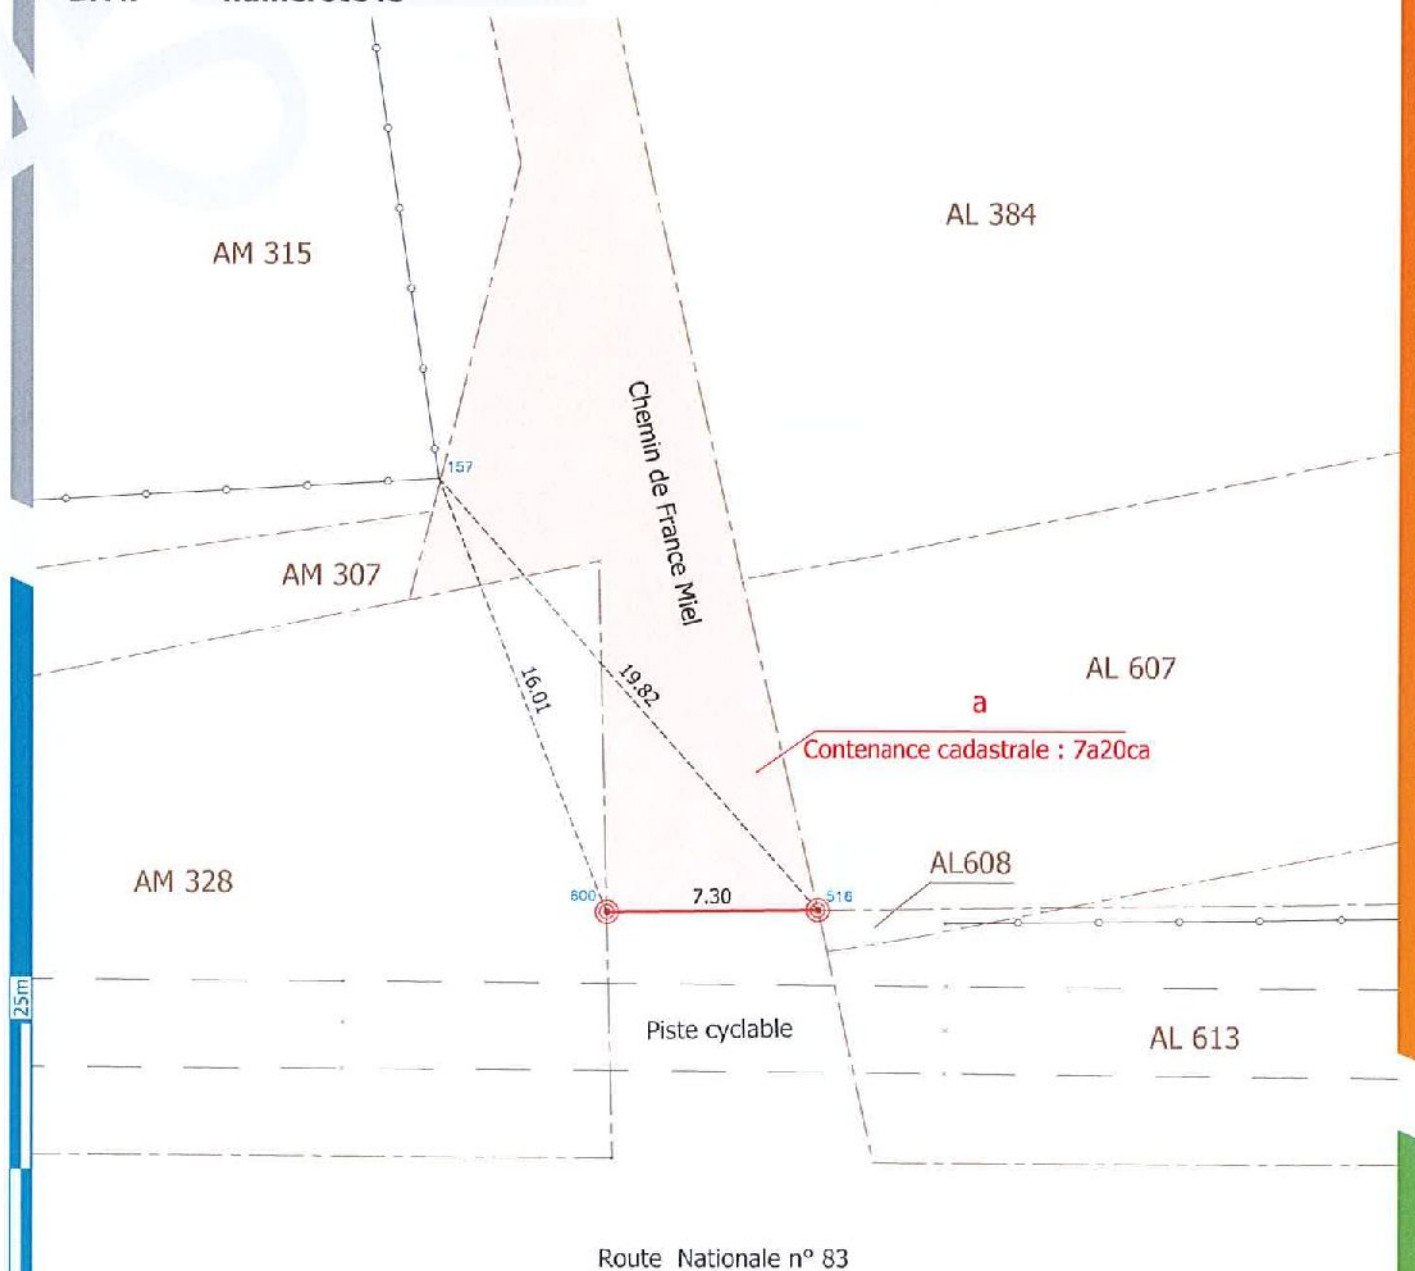 AL 384
AM 315
Chemin de France Miel
157
AM 307
AL 607
16.01
19.82
a
Contenance cadastrale : 7a20ca
AL608
AM 328
600
7.30
516
25m
Piste cyclable
AL 613
Route Nationale n° 83